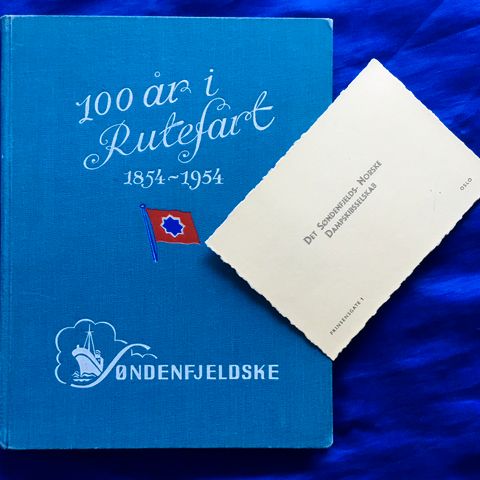 100 år i
Rutefart
1854~1954
SØNDENFJELDSKE
DET SØNDENFJELDS-NORSKE
DAMPSKIBSSELSKAB
PRINSENSGATE 1
OSLO